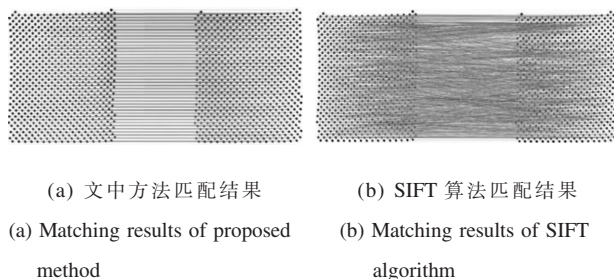 (a) 文中方法匹配结果
(a) Matching results of proposed
method
(b) SIFT 算法匹配结果
(b) Matching results of SIFT
algorithm